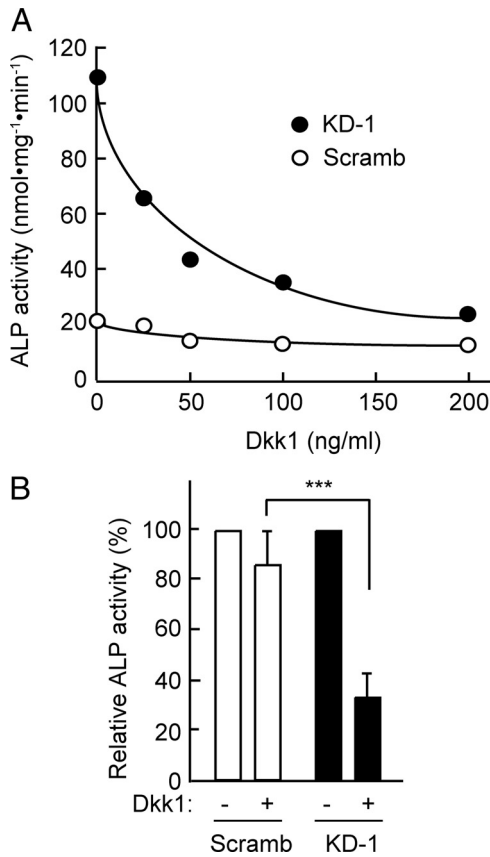 A
ALP activity (nmol•mg⁻¹•min⁻¹)
120
100
80
60
40
20
0
KD-1
Scramb
0 50 100 150 200
Dkk1 (ng/ml)
B
***
Relative ALP activity (%)
100
80
60
40
20
0
Dkk1: - + - +
Scramb KD-1